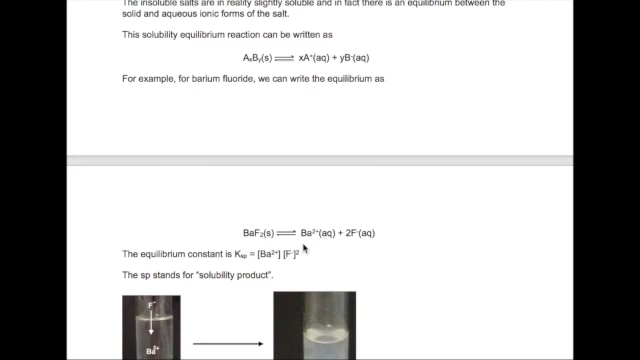 The insoluble salts are in reality slightly soluble and in fact there is an equilibrium between the
solid and aqueous ionic forms of the salt.
This solubility equilibrium reaction can be written as
AₓBᵧ(s) ⇌ xA⁺(aq) + yB⁻(aq)
For example, for barium fluoride, we can write the equilibrium as
BaF₂(s) ⇌ Ba²⁺(aq) + 2F⁻(aq)
The equilibrium constant is Kₛₚ = [Ba²⁺] [F⁻]²
The sp stands for “solubility product”.
F⁻
Ba²⁺